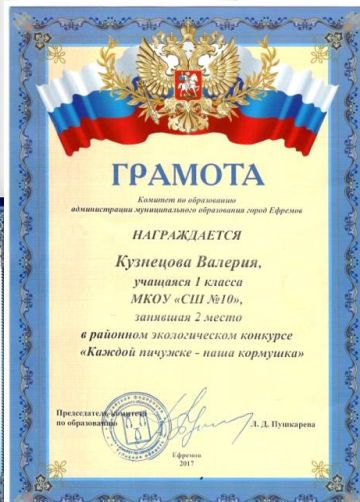 ГРАМОТА
Комитет по образованию
администрации муниципального образования город Ефремов
НАГРАЖДАЕТСЯ
Кузнецова Валерия,
учащаяся 1 класса
МКОУ «СШ №10»,
занявшая 2 место
в районном экологическом конкурсе
«Каждой пичужке - наша кормушка»
Председатель комитета
по образованию
Л. Д. Пушкарева
Ефремов
2017